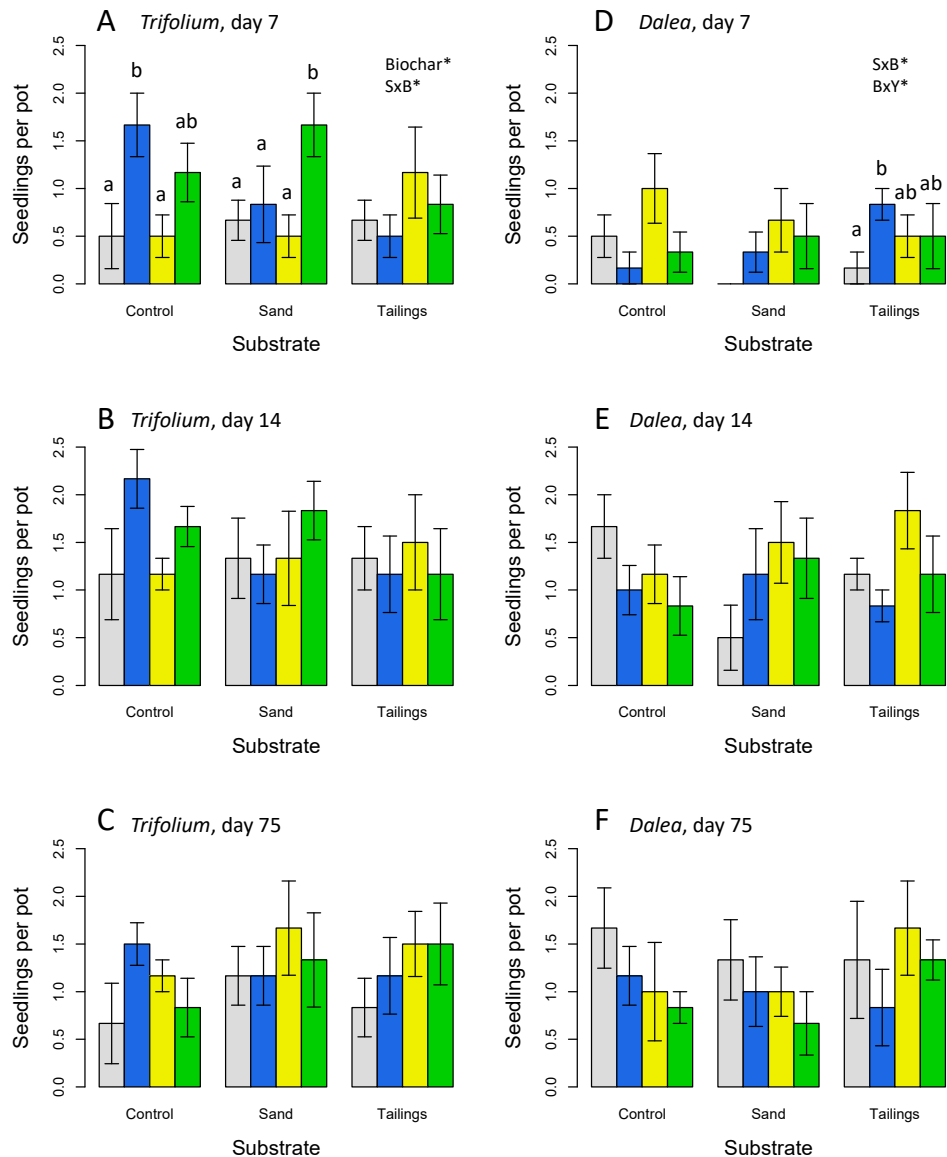 A Trifolium, day 7
Seedlings per pot
0.0 0.5 1.0 1.5 2.0 2.5
Biochar*
SxB*
a b a ab
a a a b
Control Sand Tailings
Substrate
D Dalea, day 7
Seedlings per pot
0.0 0.5 1.0 1.5 2.0 2.5
SxB*
BxY*
a b ab ab
Control Sand Tailings
Substrate
B Trifolium, day 14
Seedlings per pot
0.0 0.5 1.0 1.5 2.0 2.5
Control Sand Tailings
Substrate
E Dalea, day 14
Seedlings per pot
0.0 0.5 1.0 1.5 2.0 2.5
Control Sand Tailings
Substrate
C Trifolium, day 75
Seedlings per pot
0.0 0.5 1.0 1.5 2.0 2.5
Control Sand Tailings
Substrate
F Dalea, day 75
Seedlings per pot
0.0 0.5 1.0 1.5 2.0 2.5
Control Sand Tailings
Substrate